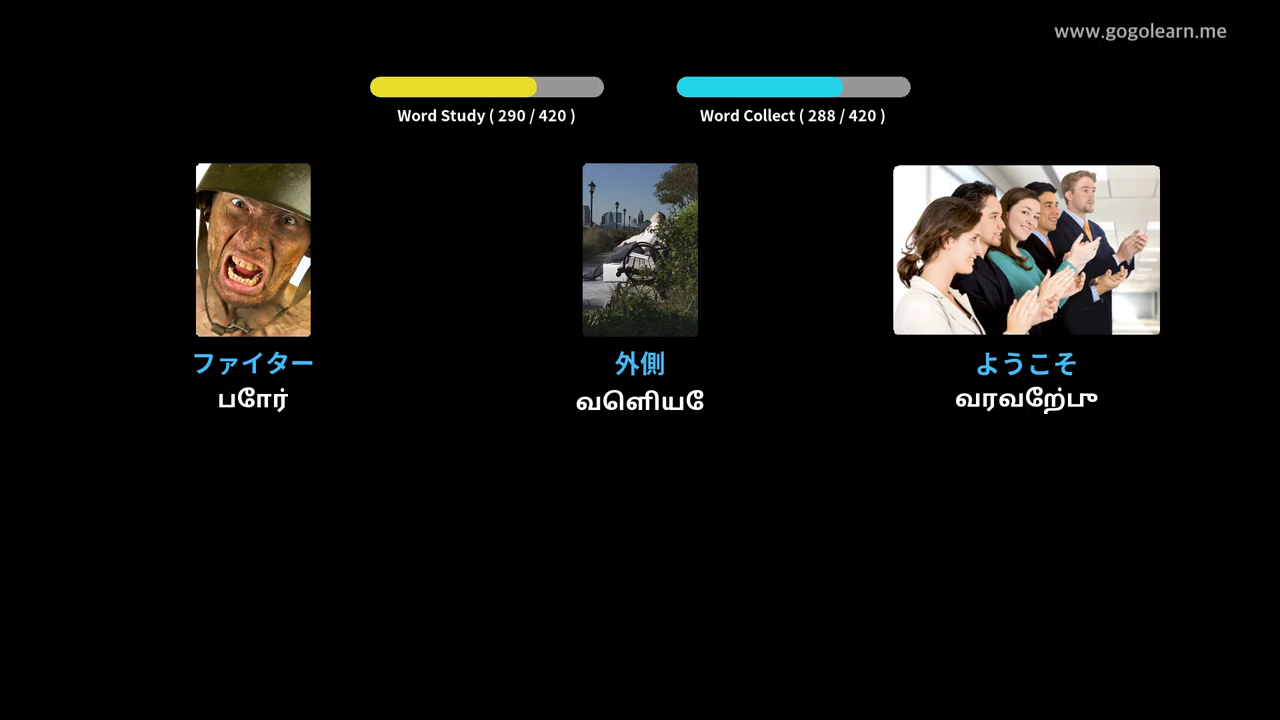 www.gogolearn.me
Word Study ( 290 / 420 )
Word Collect ( 288 / 420 )
ファイター
போர்
外側
வெளியே
ようこそ
வரவேற்பு